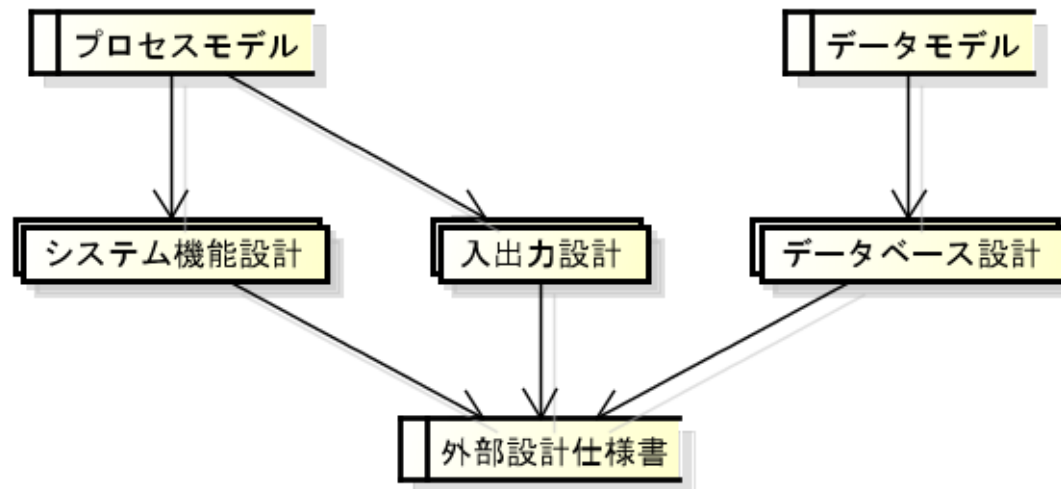 プロセスモデル
データモデル
システム機能設計
入出力設計
データベース設計
外部設計仕様書